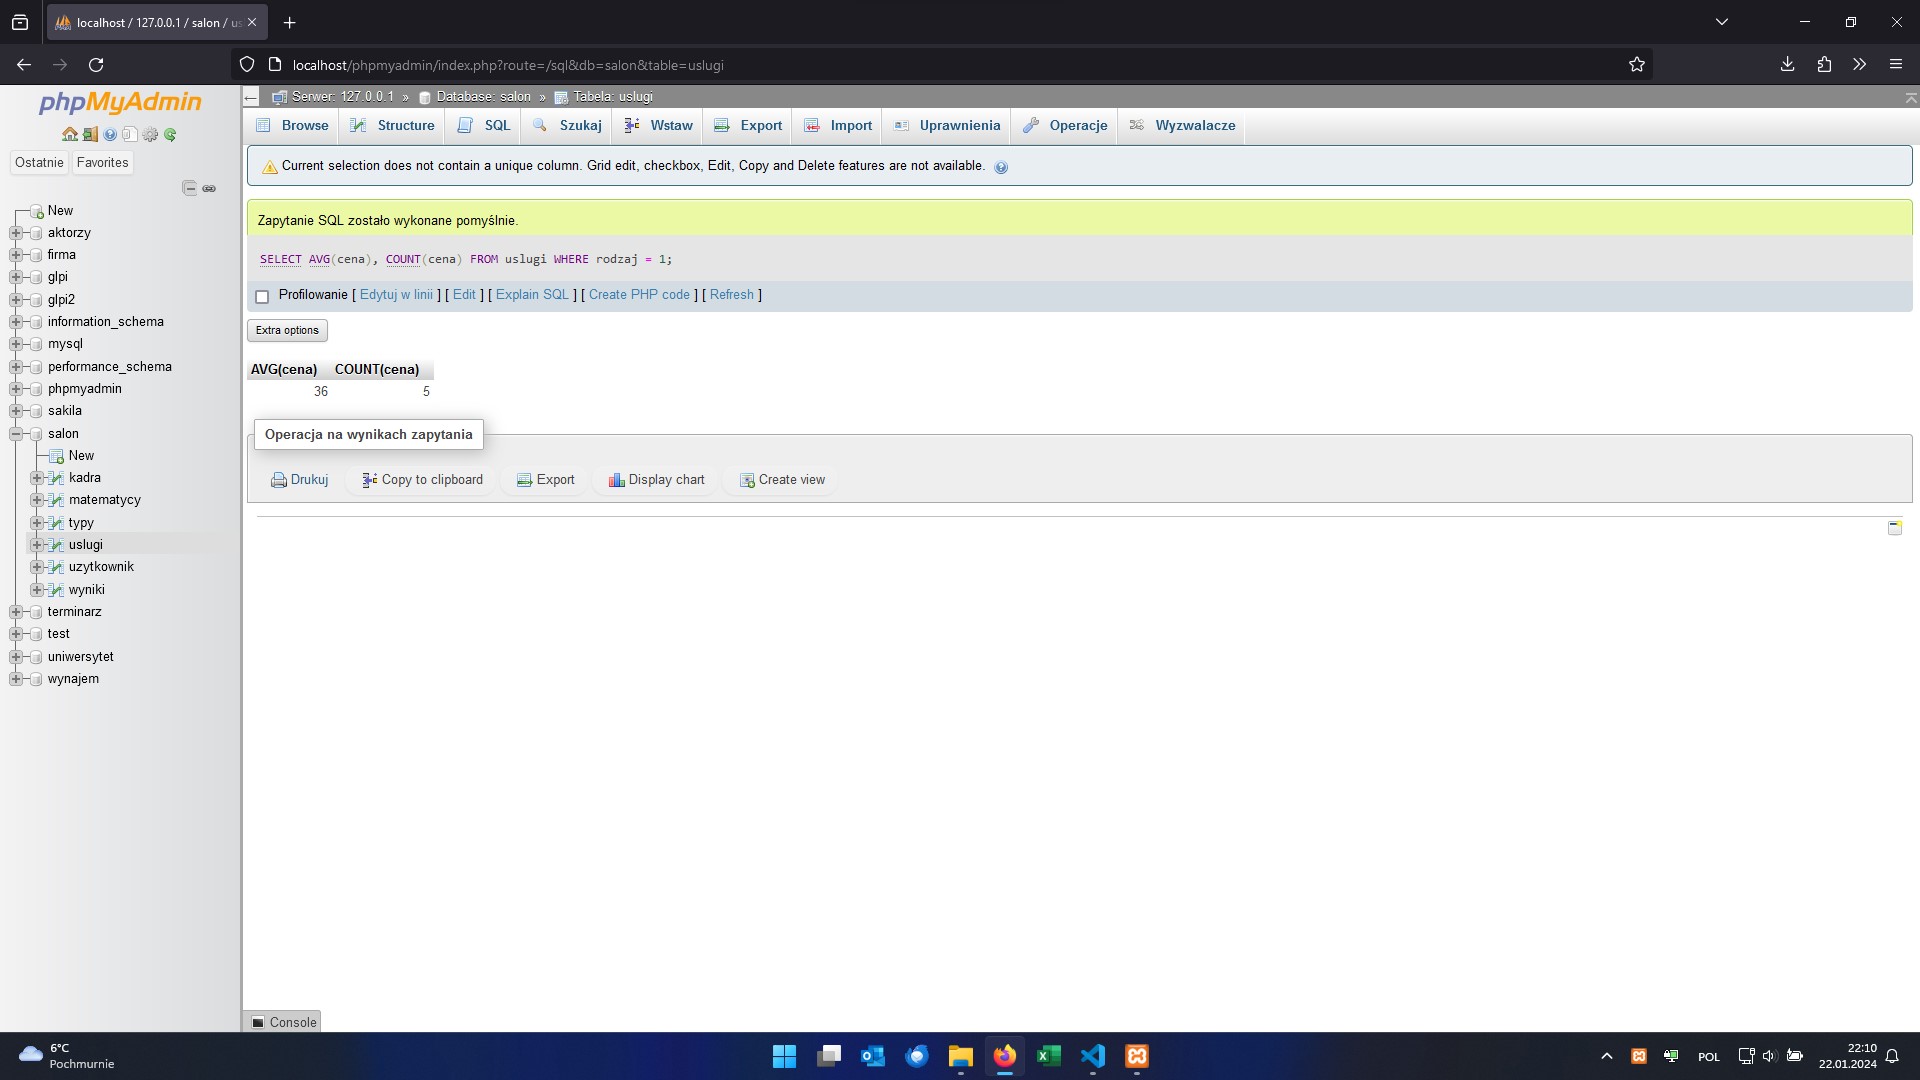 localhost / 127.0.0.1 / salon / us
localhost/phpmyadmin/index.php?route=/sql&db=salon&table=uslugi
phpMyAdmin
Ostatnie
Favorites
New
aktorzy
firma
glpi
glpi2
information_schema
mysql
performance_schema
phpmyadmin
sakila
salon
New
kadra
matematycy
typy
uslugi
uzytkownik
wyniki
terminarz
test
uniwersytet
wynajem
Serwer: 127.0.0.1 » Database: salon » Tabela: uslugi
Browse Structure SQL Szukaj Wstaw Export Import Uprawnienia Operacje Wyzwalacze
Current selection does not contain a unique column. Grid edit, checkbox, Edit, Copy and Delete features are not available.
Zapytanie SQL zostało wykonane pomyślnie.
SELECT AVG(cena), COUNT(cena) FROM uslugi WHERE rodzaj = 1;
Profilowanie [ Edytuj w linii ] [ Edit ] [ Explain SQL ] [ Create PHP code ] [ Refresh ]
Extra options
AVG(cena) COUNT(cena)
36 5
Operacja na wynikach zapytania
Drukuj Copy to clipboard Export Display chart Create view
Console
6°C
Pochmurnie
POL
22:10
22.01.2024